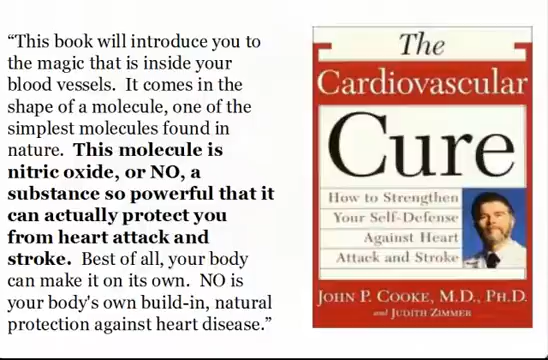 “This book will introduce you to
the magic that is inside your
blood vessels.  It comes in the
shape of a molecule, one of the
simplest molecules found in
nature.  This molecule is
nitric oxide, or NO, a
substance so powerful that it
can actually protect you
from heart attack and
stroke.  Best of all, your body
can make it on its own.  NO is
your body's own build-in, natural
protection against heart disease.”
The
Cardiovascular
Cure
How to Strengthen
Your Self-Defense
Against Heart
Attack and Stroke
JOHN P. COOKE, M.D., PH.D.
and JUDITH ZIMMER